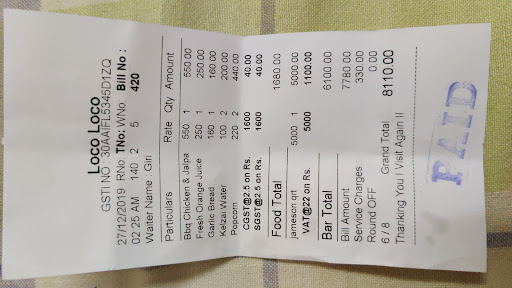 Loco Loco
GSTI NO : 30AAIFL5345D1ZQ
27/12/2019 RNo: TNo: WNo Bill No :
02:25 AM 140 2 5 420
Waiter Name : Giri
Particulars Rate Qty Amount
Bbq Chicken & Jalpa 550 1 550.00
Fresh Orange Juice 250 1 250.00
Garlic Bread 160 1 160.00
Kelzai Water 100 2 200.00
Popcorn 220 2 440.00
CGST@2.5 on Rs. 1600 40.00
SGST@2.5 on Rs. 1600 40.00
Food Total 1680.00
jameson qrt 5000 1 5000.00
VAT@22 on Rs. 5000 1100.00
Bar Total 6100.00
Bill Amount 7780.00
Service Charges : 330.00
Round OFF 0.00
6 / 8 Grand Total 8110.00
Thanking You ! Visit Again !!
PAID